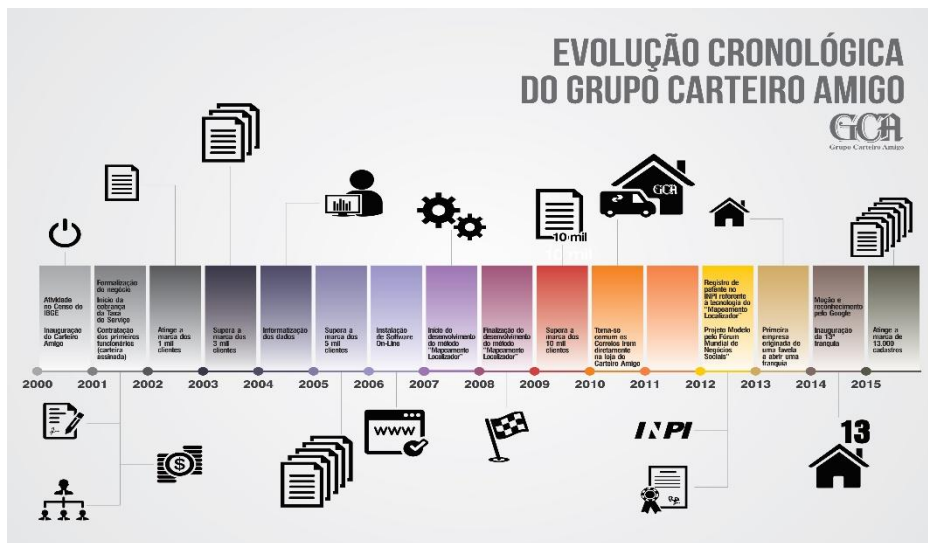 EVOLUÇÃO CRONOLÓGICA
DO GRUPO CARTEIRO AMIGO
GCA
Grupo Carteiro Amigo
GCA
10 mil
Atividade
no Censo do
IBGE
Inauguração
do Carteiro
Amigo
Formalização
do negócio
Início da
cobrança
da Taxa
de Serviço
Contratação
dos primeiros
funcionários
(carteira
assinada)
Atinge a
marca dos
1 mil
clientes
Supera a
marca dos
3 mil
clientes
Informatização
dos dados
Supera a
marca dos
5 mil
clientes
Instalação
de Software
On-Line
Início do
desenvolvimento
do método
"Mapeamento
Localizador"
Finalização do
desenvolvimento
do método
"Mapeamento
Localizador"
Supera a
marca dos
10 mil
clientes
Torna-se
comum os
Correios irem
diretamente
na loja do
Carteiro Amigo
Registro de
patente no
INPI referente
à tecnologia do
"Mapeamento
Localizador"
Projeto Modelo
pelo Fórum
Mundial de
Negócios
Sociais"
Primeira
empresa
originada de
uma favela
a abrir uma
franquia
Moção e
reconhecimento
pelo Google
Inauguração
da 13ª
franquia
Atinge a
marca de
13.000
cadastros
2000 2001 2002 2003 2004 2005 2006 2007 2008 2009 2010 2011 2012 2013 2014 2015
$
WWW
INPI
13